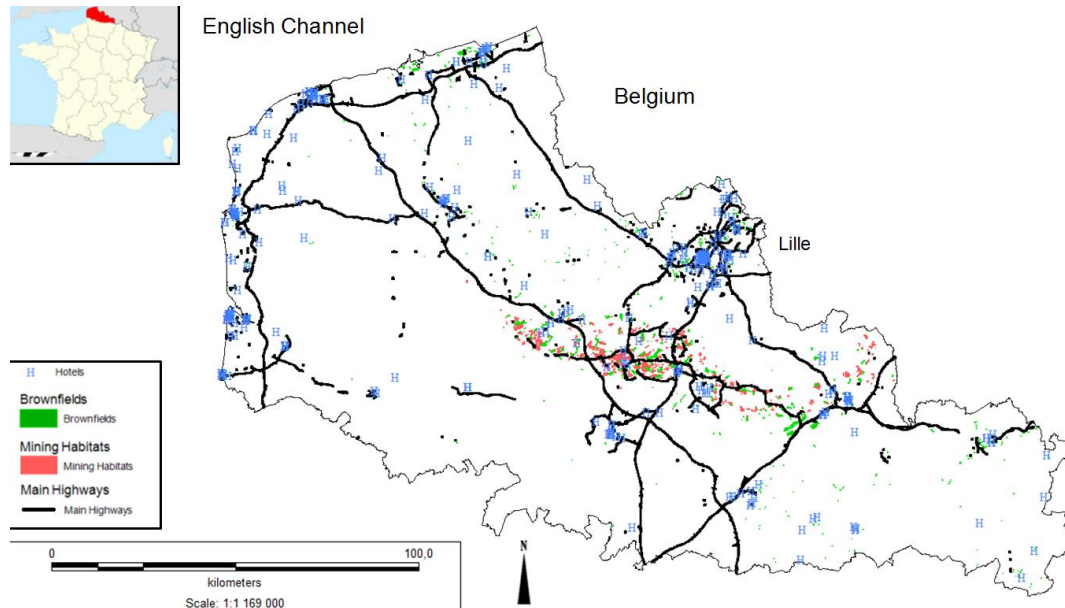 English Channel
Belgium
Lille
H Hotels
Brownfields
Brownfields
Mining Habitats
Mining Habitats
Main Highways
Main Highways
0 100,0
kilometers
Scale: 1:1 169 000
N